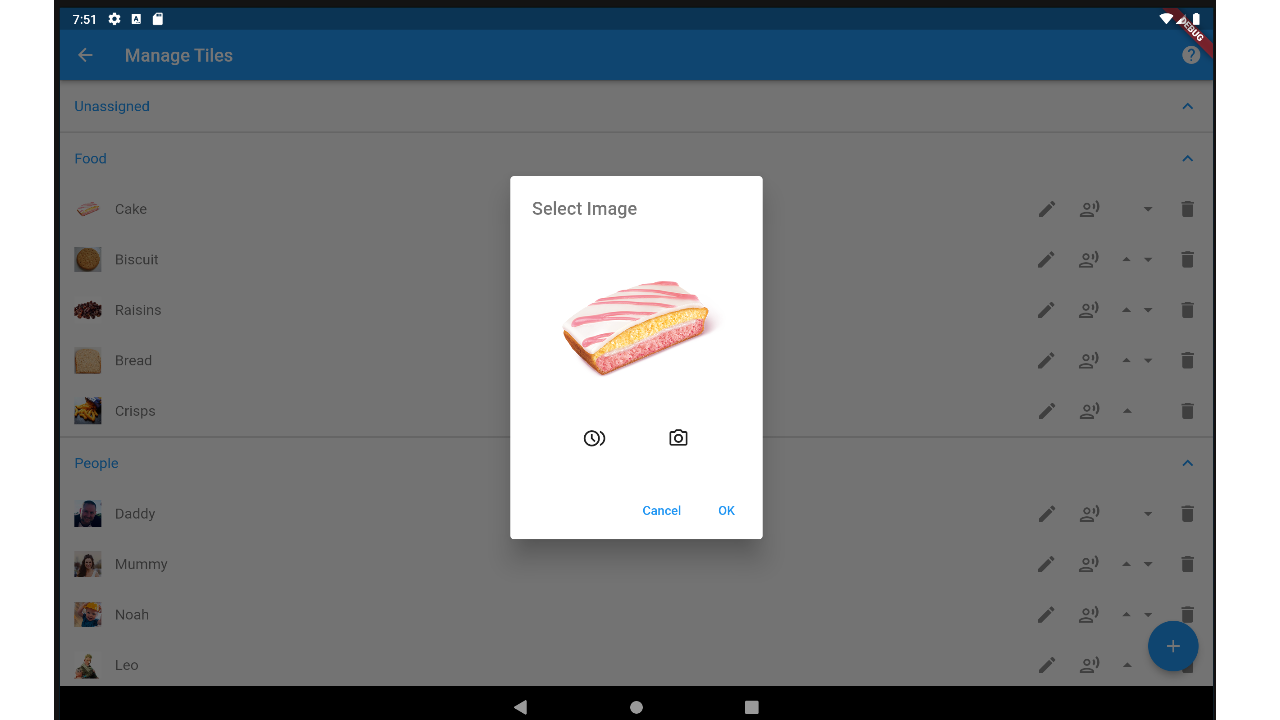 7:51
DEBUG
Manage Tiles
Unassigned
Food
Cake
Biscuit
Raisins
Bread
Crisps
People
Daddy
Mummy
Noah
Leo
Select Image
Cancel OK